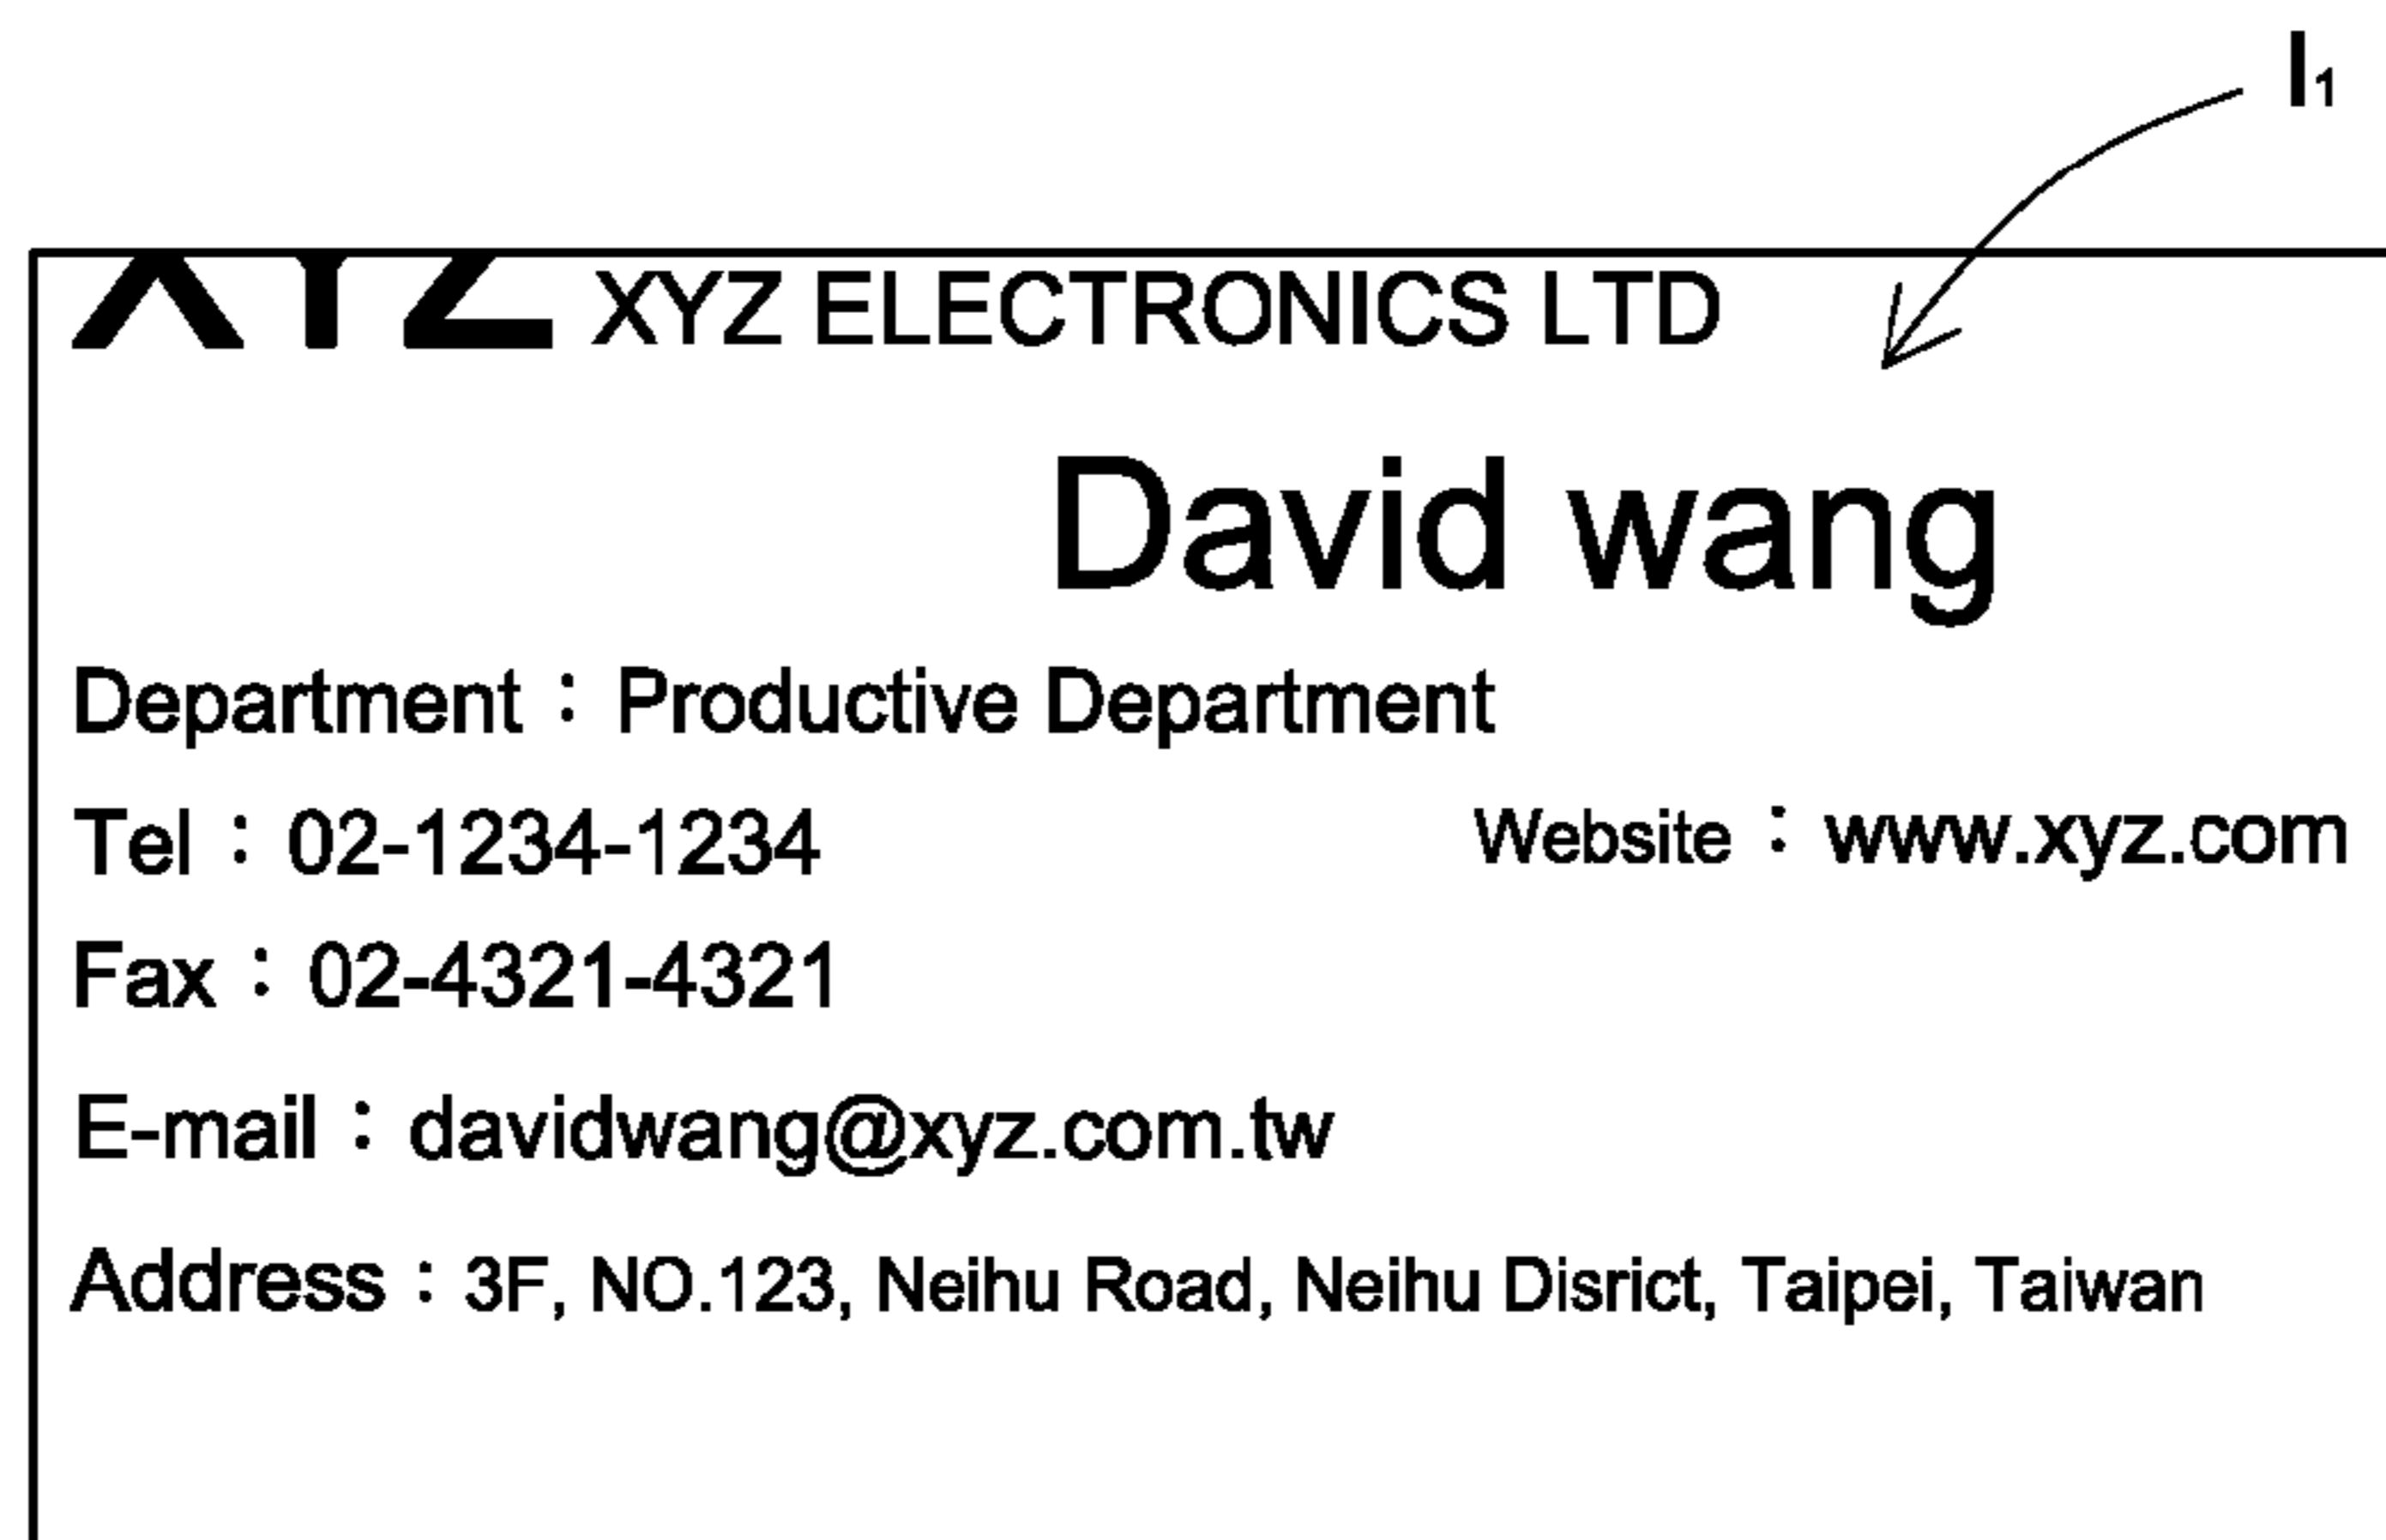 I1
XYZ XYZ ELECTRONICS LTD
David wang
Department : Productive Department
Tel : 02-1234-1234 Website : www.xyz.com
Fax : 02-4321-4321
E-mail : davidwang@xyz.com.tw
Address : 3F, NO.123, Neihu Road, Neihu Disrict, Taipei, Taiwan